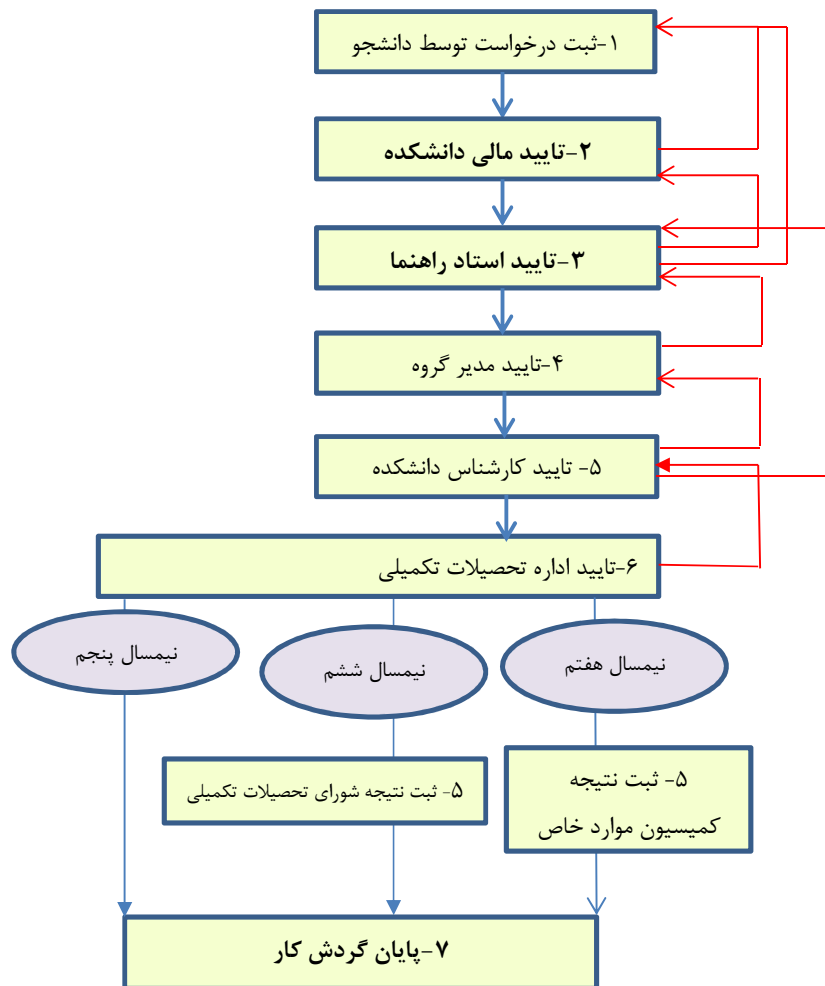 ۱-ثبت درخواست توسط دانشجو
۲-تایید مالی دانشکده
۳-تایید استاد راهنما
۴-تایید مدیر گروه
۵- تایید کارشناس دانشکده
۶-تایید اداره تحصیلات تکمیلی
نیمسال هفتم
نیمسال ششم
نیمسال پنجم
۵- ثبت نتیجه
کمیسیون موارد خاص
۵- ثبت نتیجه شورای تحصیلات تکمیلی
۷-پایان گردش کار